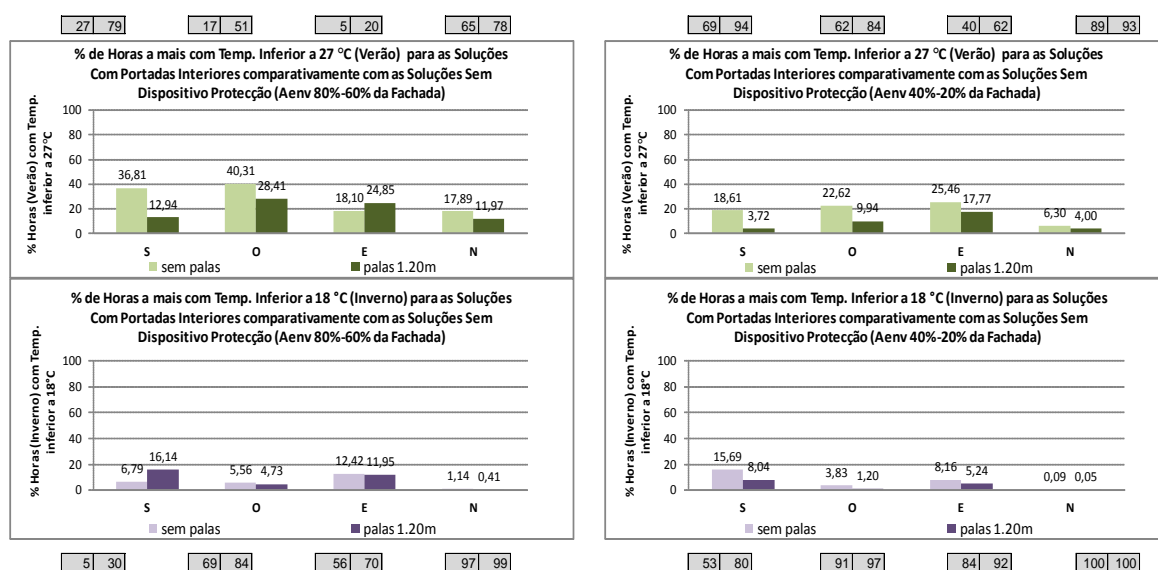 27 79 17 51 5 20 65 78
69 94 62 84 40 62 89 93
% de Horas a mais com Temp. Inferior a 27 °C (Verão) para as Soluções
Com Portadas Interiores comparativamente com as Soluções Sem
Dispositivo Protecção (Aenv 80%-60% da Fachada)
% Horas (Verão) com Temp.
inferior a 27°C
100
80
60
40
20
0
36,81 12,94 40,31 28,41 18,10 24,85 17,89 11,97
S O E N
sem palas palas 1.20m
% de Horas a mais com Temp. Inferior a 27 °C (Verão) para as Soluções
Com Portadas Interiores comparativamente com as Soluções Sem
Dispositivo Protecção (Aenv 40%-20% da Fachada)
% Horas (Verão) com Temp.
inferior a 27°C
100
80
60
40
20
0
18,61 3,72 22,62 9,94 25,46 17,77 6,30 4,00
S O E N
sem palas palas 1.20m
% de Horas a mais com Temp. Inferior a 18 °C (Inverno) para as Soluções
Com Portadas Interiores comparativamente com as Soluções Sem
Dispositivo Protecção (Aenv 80%-60% da Fachada)
% Horas (Inverno) com Temp.
inferior a 18°C
100
80
60
40
20
0
6,79 16,14 5,56 4,73 12,42 11,95 1,14 0,41
S O E N
sem palas palas 1.20m
% de Horas a mais com Temp. Inferior a 18 °C (Inverno) para as Soluções
Com Portadas Interiores comparativamente com as Soluções Sem
Dispositivo Protecção (Aenv 40%-20% da Fachada)
% Horas (Inverno) com Temp.
inferior a 18°C
100
80
60
40
20
0
15,69 8,04 3,83 1,20 8,16 5,24 0,09 0,05
S O E N
sem palas palas 1.20m
5 30 69 84 56 70 97 99
53 80 91 97 84 92 100 100